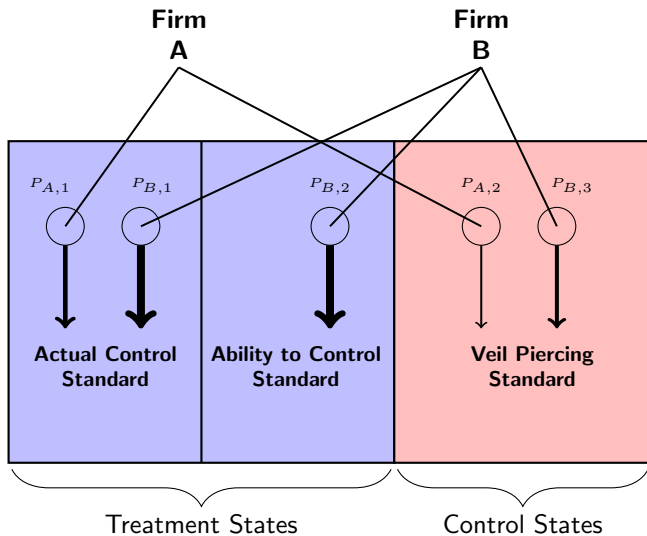 Firm
A
Firm
B
P_{A,1}
P_{B,1}
P_{B,2}
P_{A,2}
P_{B,3}
Actual Control
Standard
Ability to Control
Standard
Veil Piercing
Standard
Treatment States
Control States